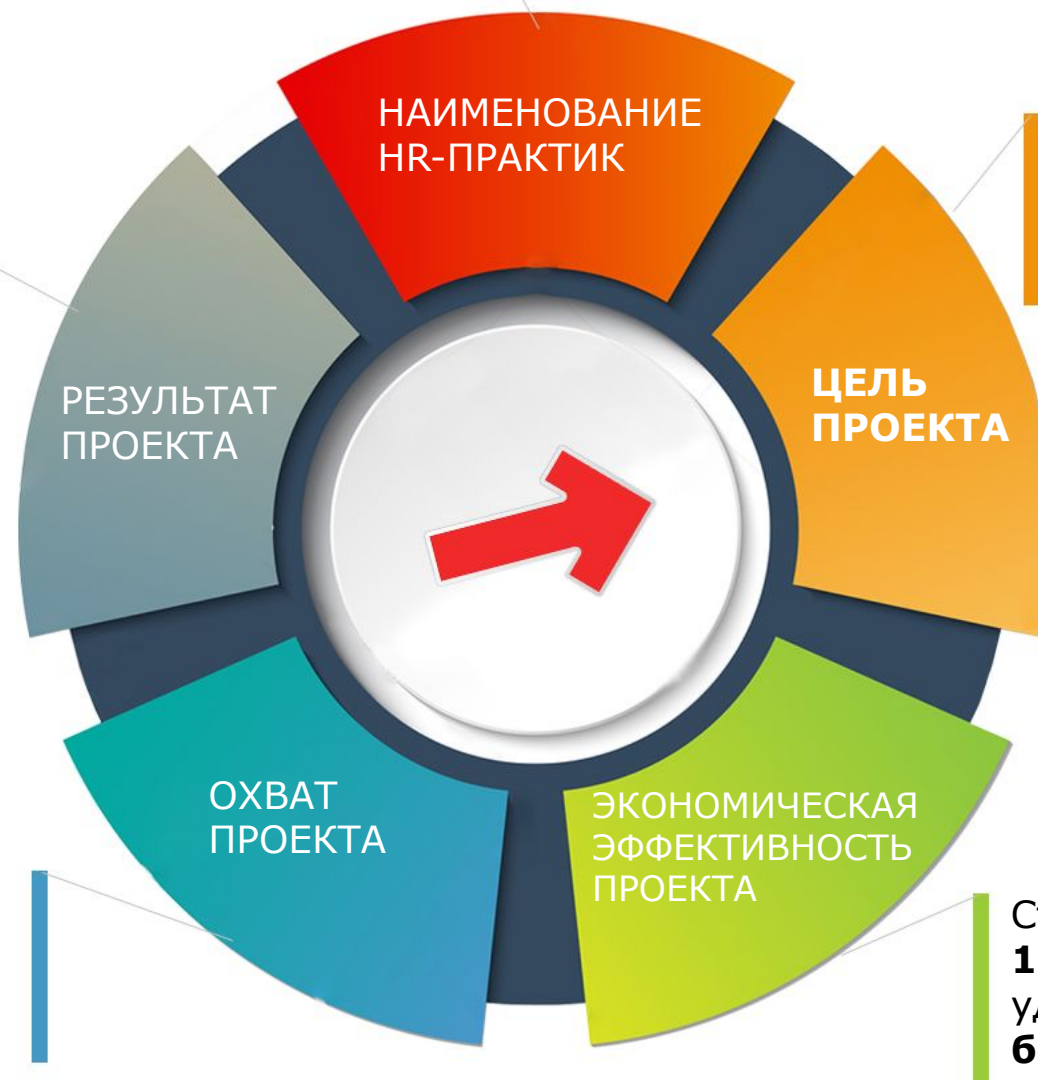 НАИМЕНОВАНИЕ
HR-ПРАКТИК
ЦЕЛЬ
ПРОЕКТА
РЕЗУЛЬТАТ
ПРОЕКТА
ОХВАТ
ПРОЕКТА
ЭКОНОМИЧЕСКАЯ
ЭФФЕКТИВНОСТЬ
ПРОЕКТА